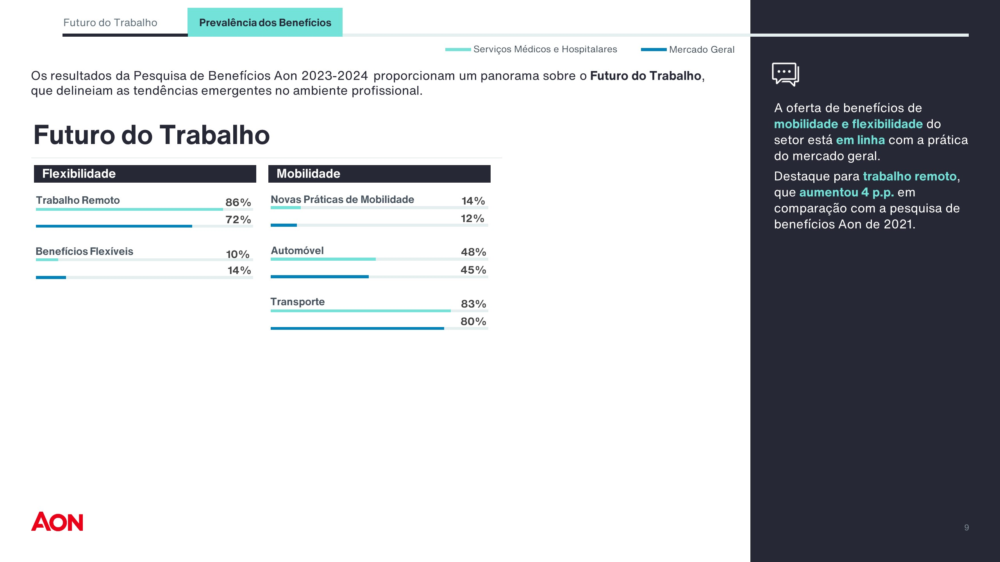 Futuro do Trabalho
Prevalência dos Benefícios
Serviços Médicos e Hospitalares
Mercado Geral
Os resultados da Pesquisa de Benefícios Aon 2023-2024 proporcionam um panorama sobre o Futuro do Trabalho,
que delineiam as tendências emergentes no ambiente profissional.
Futuro do Trabalho
Flexibilidade
Trabalho Remoto
86%
72%
Benefícios Flexíveis
10%
14%
Mobilidade
Novas Práticas de Mobilidade
14%
12%
Automóvel
48%
45%
Transporte
83%
80%
A oferta de benefícios de
mobilidade e flexibilidade do
setor está em linha com a prática
do mercado geral.
Destaque para trabalho remoto,
que aumentou 4 p.p. em
comparação com a pesquisa de
benefícios Aon de 2021.
AON
9